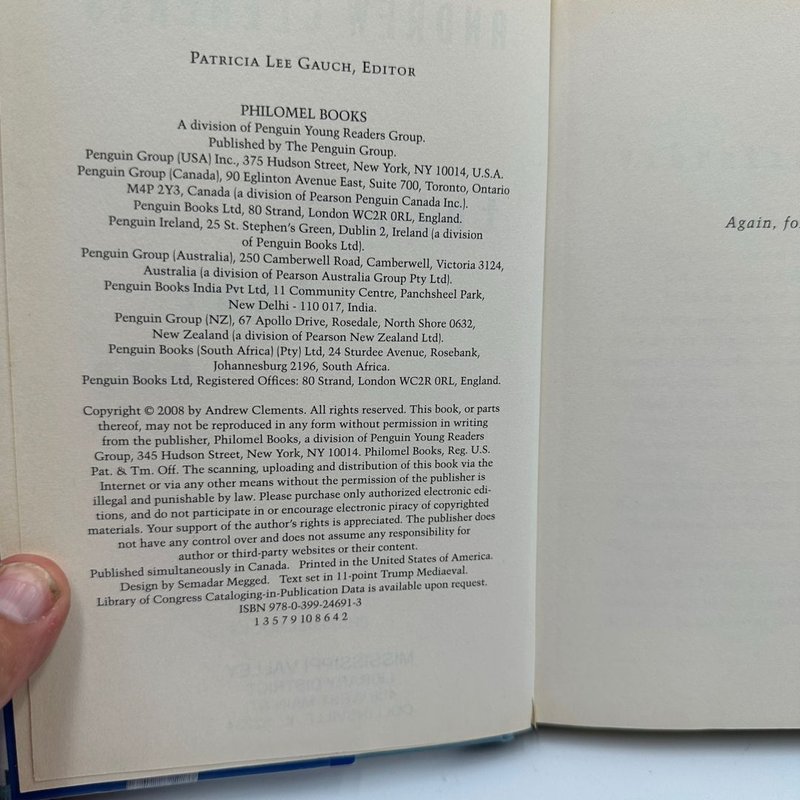 PATRICIA LEE GAUCH, EDITOR
PHILOMEL BOOKS
A division of Penguin Young Readers Group.
Published by The Penguin Group.
Penguin Group (USA) Inc., 375 Hudson Street, New York, NY 10014, U.S.A.
Penguin Group (Canada), 90 Eglinton Avenue East, Suite 700, Toronto, Ontario
M4P 2Y3, Canada (a division of Pearson Penguin Canada Inc.).
Penguin Books Ltd, 80 Strand, London WC2R 0RL, England.
Penguin Ireland, 25 St. Stephen's Green, Dublin 2, Ireland (a division
of Penguin Books Ltd).
Penguin Group (Australia), 250 Camberwell Road, Camberwell, Victoria 3124,
Australia (a division of Pearson Australia Group Pty Ltd).
Penguin Books India Pvt Ltd, 11 Community Centre, Panchsheel Park,
New Delhi - 110 017, India.
Penguin Group (NZ), 67 Apollo Drive, Rosedale, North Shore 0632,
New Zealand (a division of Pearson New Zealand Ltd).
Penguin Books (South Africa) (Pty) Ltd, 24 Sturdee Avenue, Rosebank,
Johannesburg 2196, South Africa.
Penguin Books Ltd, Registered Offices: 80 Strand, London WC2R 0RL, England.
Copyright © 2008 by Andrew Clements. All rights reserved. This book, or parts
thereof, may not be reproduced in any form without permission in writing
from the publisher, Philomel Books, a division of Penguin Young Readers
Group, 345 Hudson Street, New York, NY 10014. Philomel Books, Reg. U.S.
Pat. & Tm. Off. The scanning, uploading and distribution of this book via the
Internet or via any other means without the permission of the publisher is
illegal and punishable by law. Please purchase only authorized electronic edi-
tions, and do not participate in or encourage electronic piracy of copyrighted
materials. Your support of the author's rights is appreciated. The publisher does
not have any control over and does not assume any responsibility for
author or third-party websites or their content.
Published simultaneously in Canada. Printed in the United States of America.
Design by Semadar Megged. Text set in 11-point Trump Mediaeval.
Library of Congress Cataloging-in-Publication Data is available upon request.
ISBN 978-0-399-24691-3
1 3 5 7 9 10 8 6 4 2
Again, fo